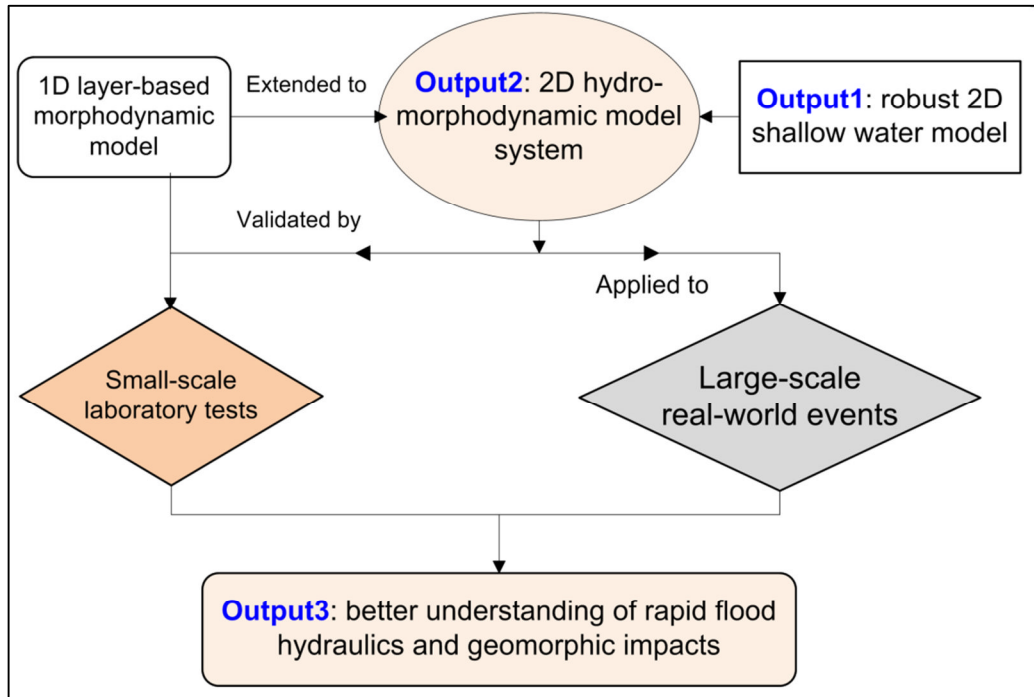 1D layer-based
morphodynamic
model
Extended to
Output2: 2D hydro-
morphodynamic model
system
Output1: robust 2D
shallow water model
Validated by
Applied to
Small-scale
laboratory tests
Large-scale
real-world events
Output3: better understanding of rapid flood
hydraulics and geomorphic impacts